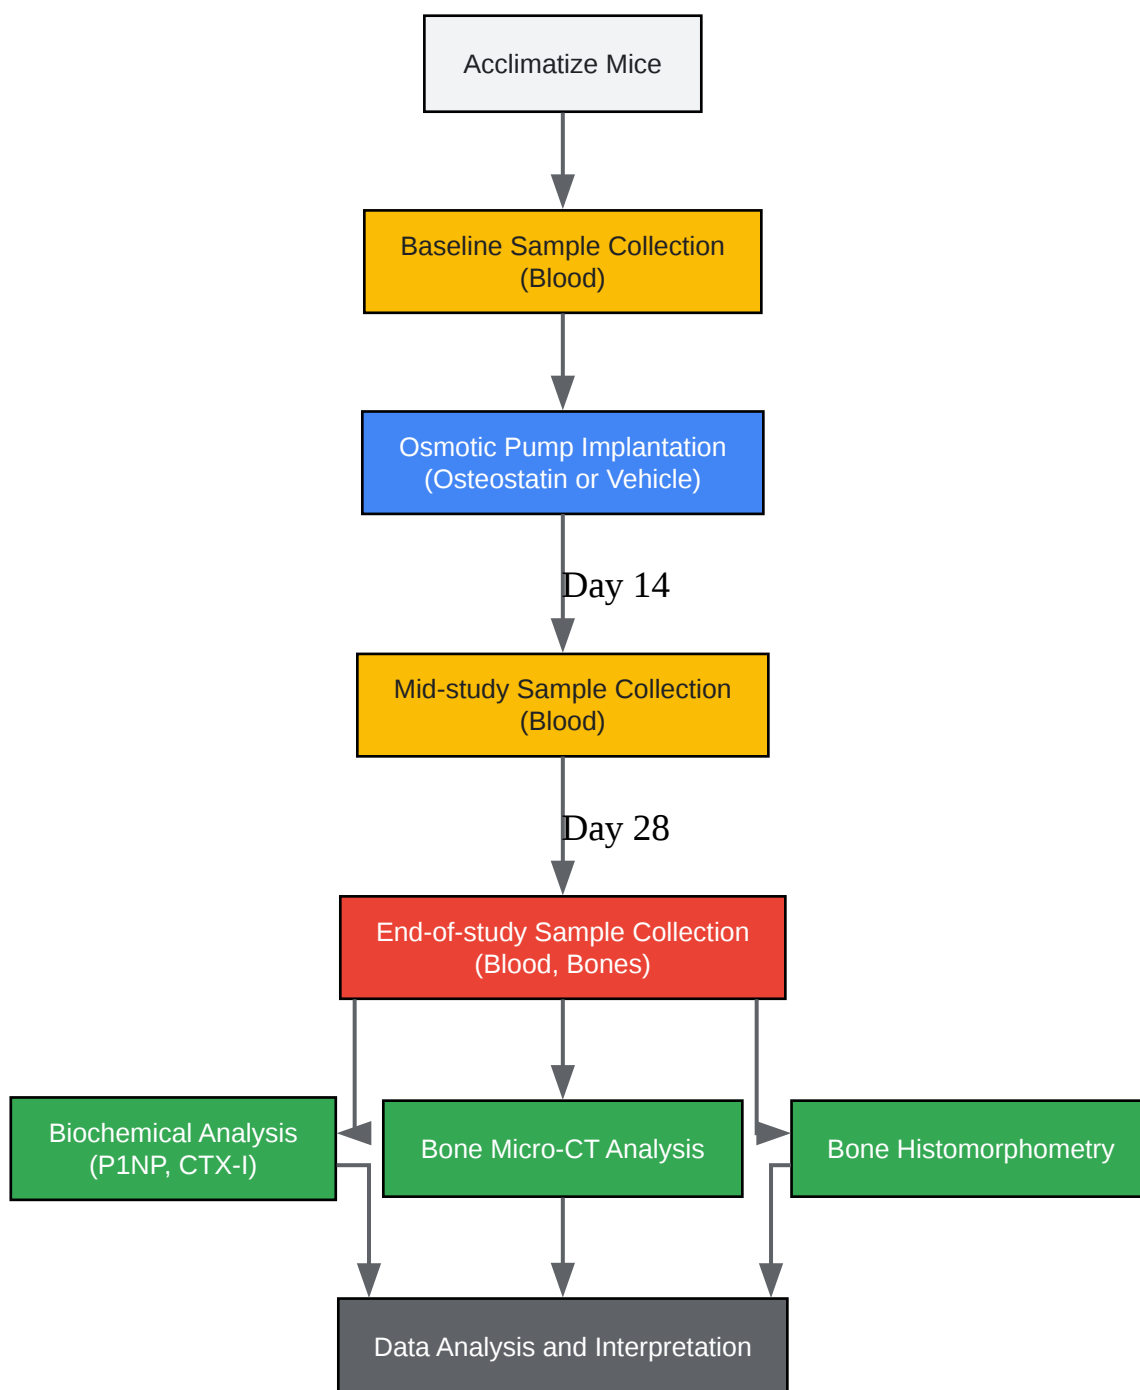 Acclimatize Mice
Baseline Sample Collection
(Blood)
Osmotic Pump Implantation
(Osteostatin or Vehicle)
Day 14
Mid-study Sample Collection
(Blood)
Day 28
End-of-study Sample Collection
(Blood, Bones)
Biochemical Analysis
(P1NP, CTX-I)
Bone Micro-CT Analysis
Bone Histomorphometry
Data Analysis and Interpretation